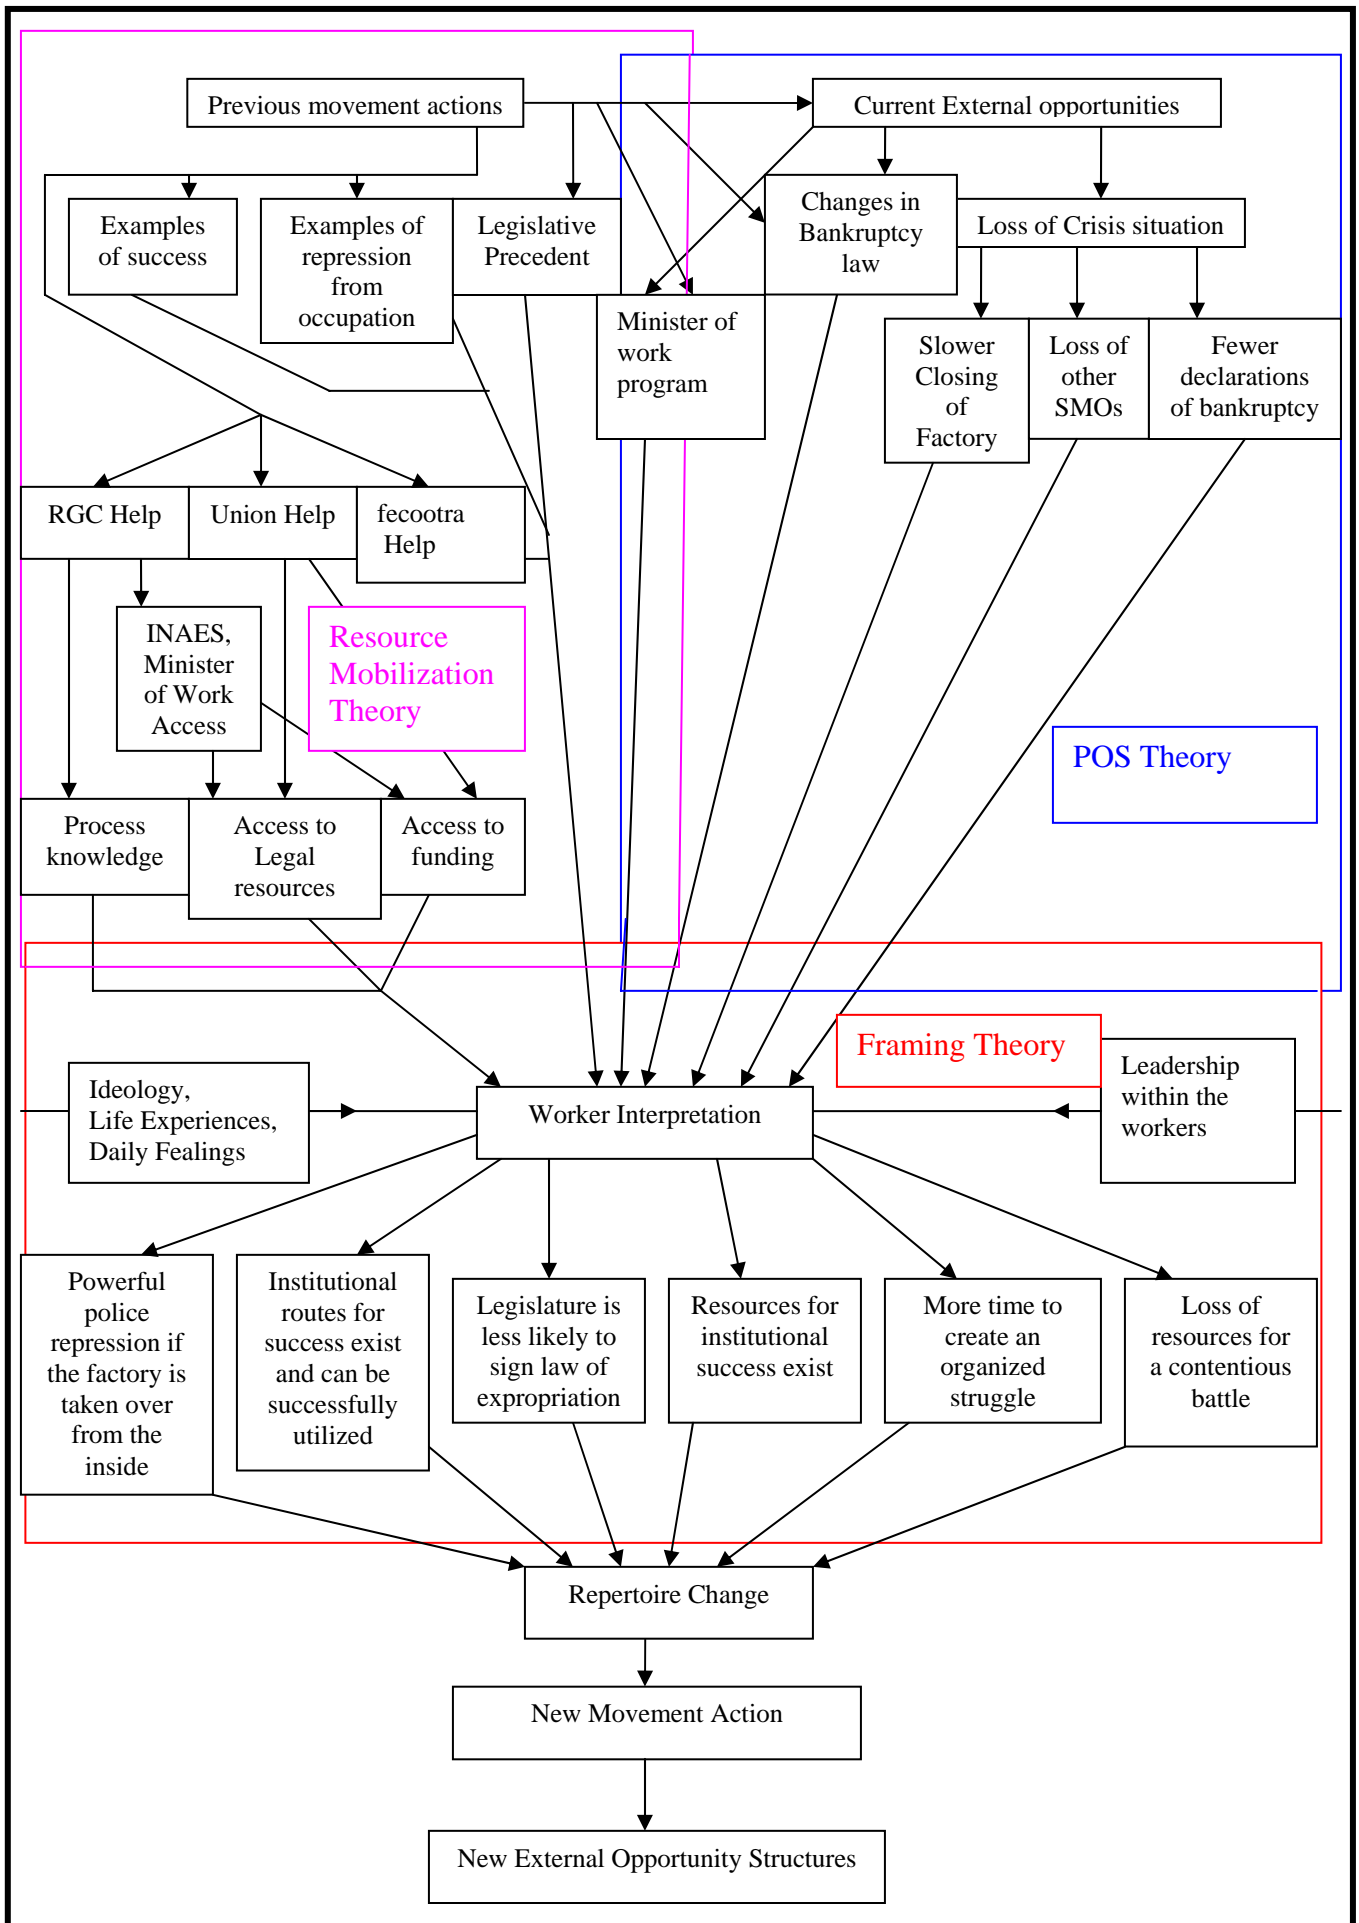 Previous movement actions
Current External opportunities
Examples
of success
Examples of
repression
from
occupation
Legislative
Precedent
Changes in
Bankruptcy
law
Loss of Crisis situation
Minister of
work
program
Slower
Closing
of
Factory
Loss of
other
SMOs
Fewer
declarations
of bankruptcy
RGC Help
Union Help
fecootra
Help
INAES,
Minister
of Work
Access
Resource
Mobilization
Theory
POS Theory
Process
knowledge
Access to
Legal
resources
Access to
funding
Framing Theory
Ideology,
Life Experiences,
Daily Fealings
Worker Interpretation
Leadership
within the
workers
Powerful
police
repression if
the factory is
taken over
from the
inside
Institutional
routes for
success exist
and can be
successfully
utilized
Legislature is
less likely to
sign law of
expropriation
Resources for
institutional
success exist
More time to
create an
organized
struggle
Loss of
resources for
a contentious
battle
Repertoire Change
New Movement Action
New External Opportunity Structures